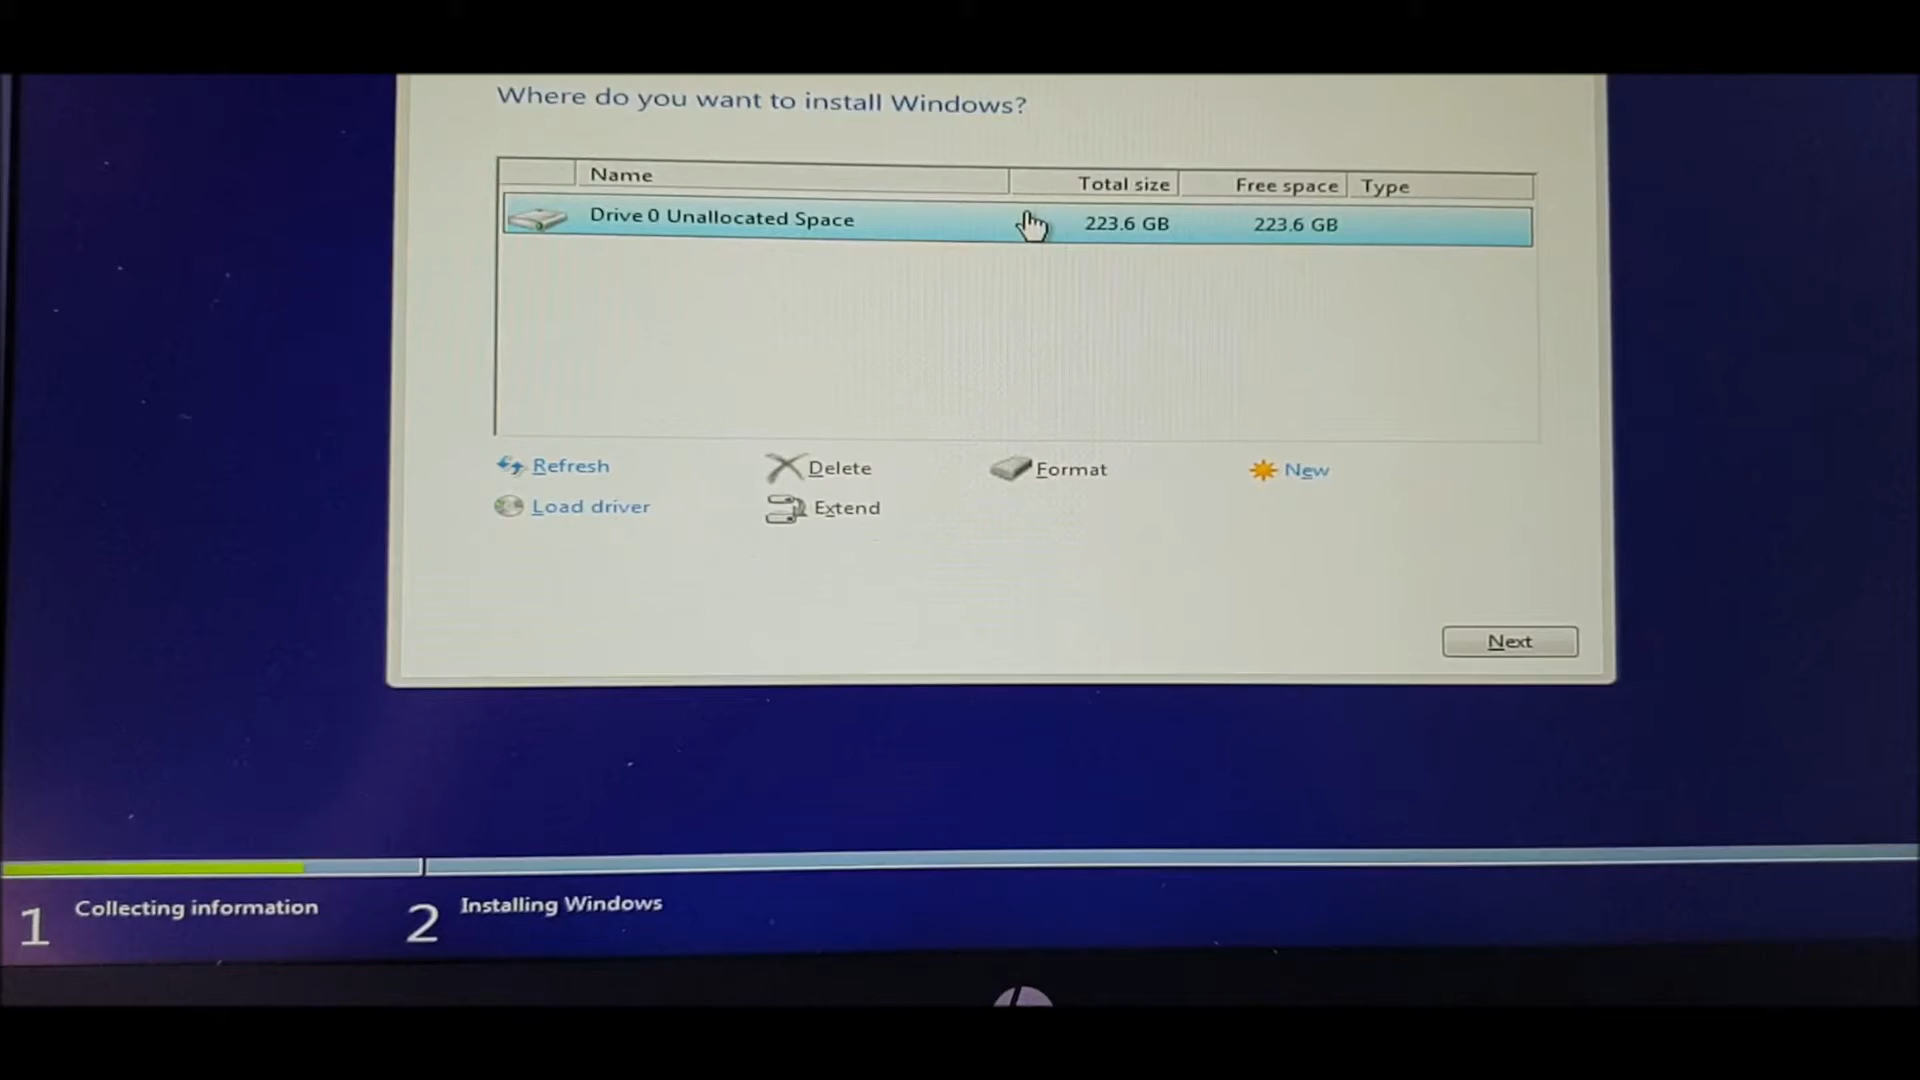 Where do you want to install Windows?
Name Total size Free space Type
Drive 0 Unallocated Space 223.6 GB 223.6 GB
Refresh Delete Format New
Load driver Extend
Next
1 Collecting information 2 Installing Windows